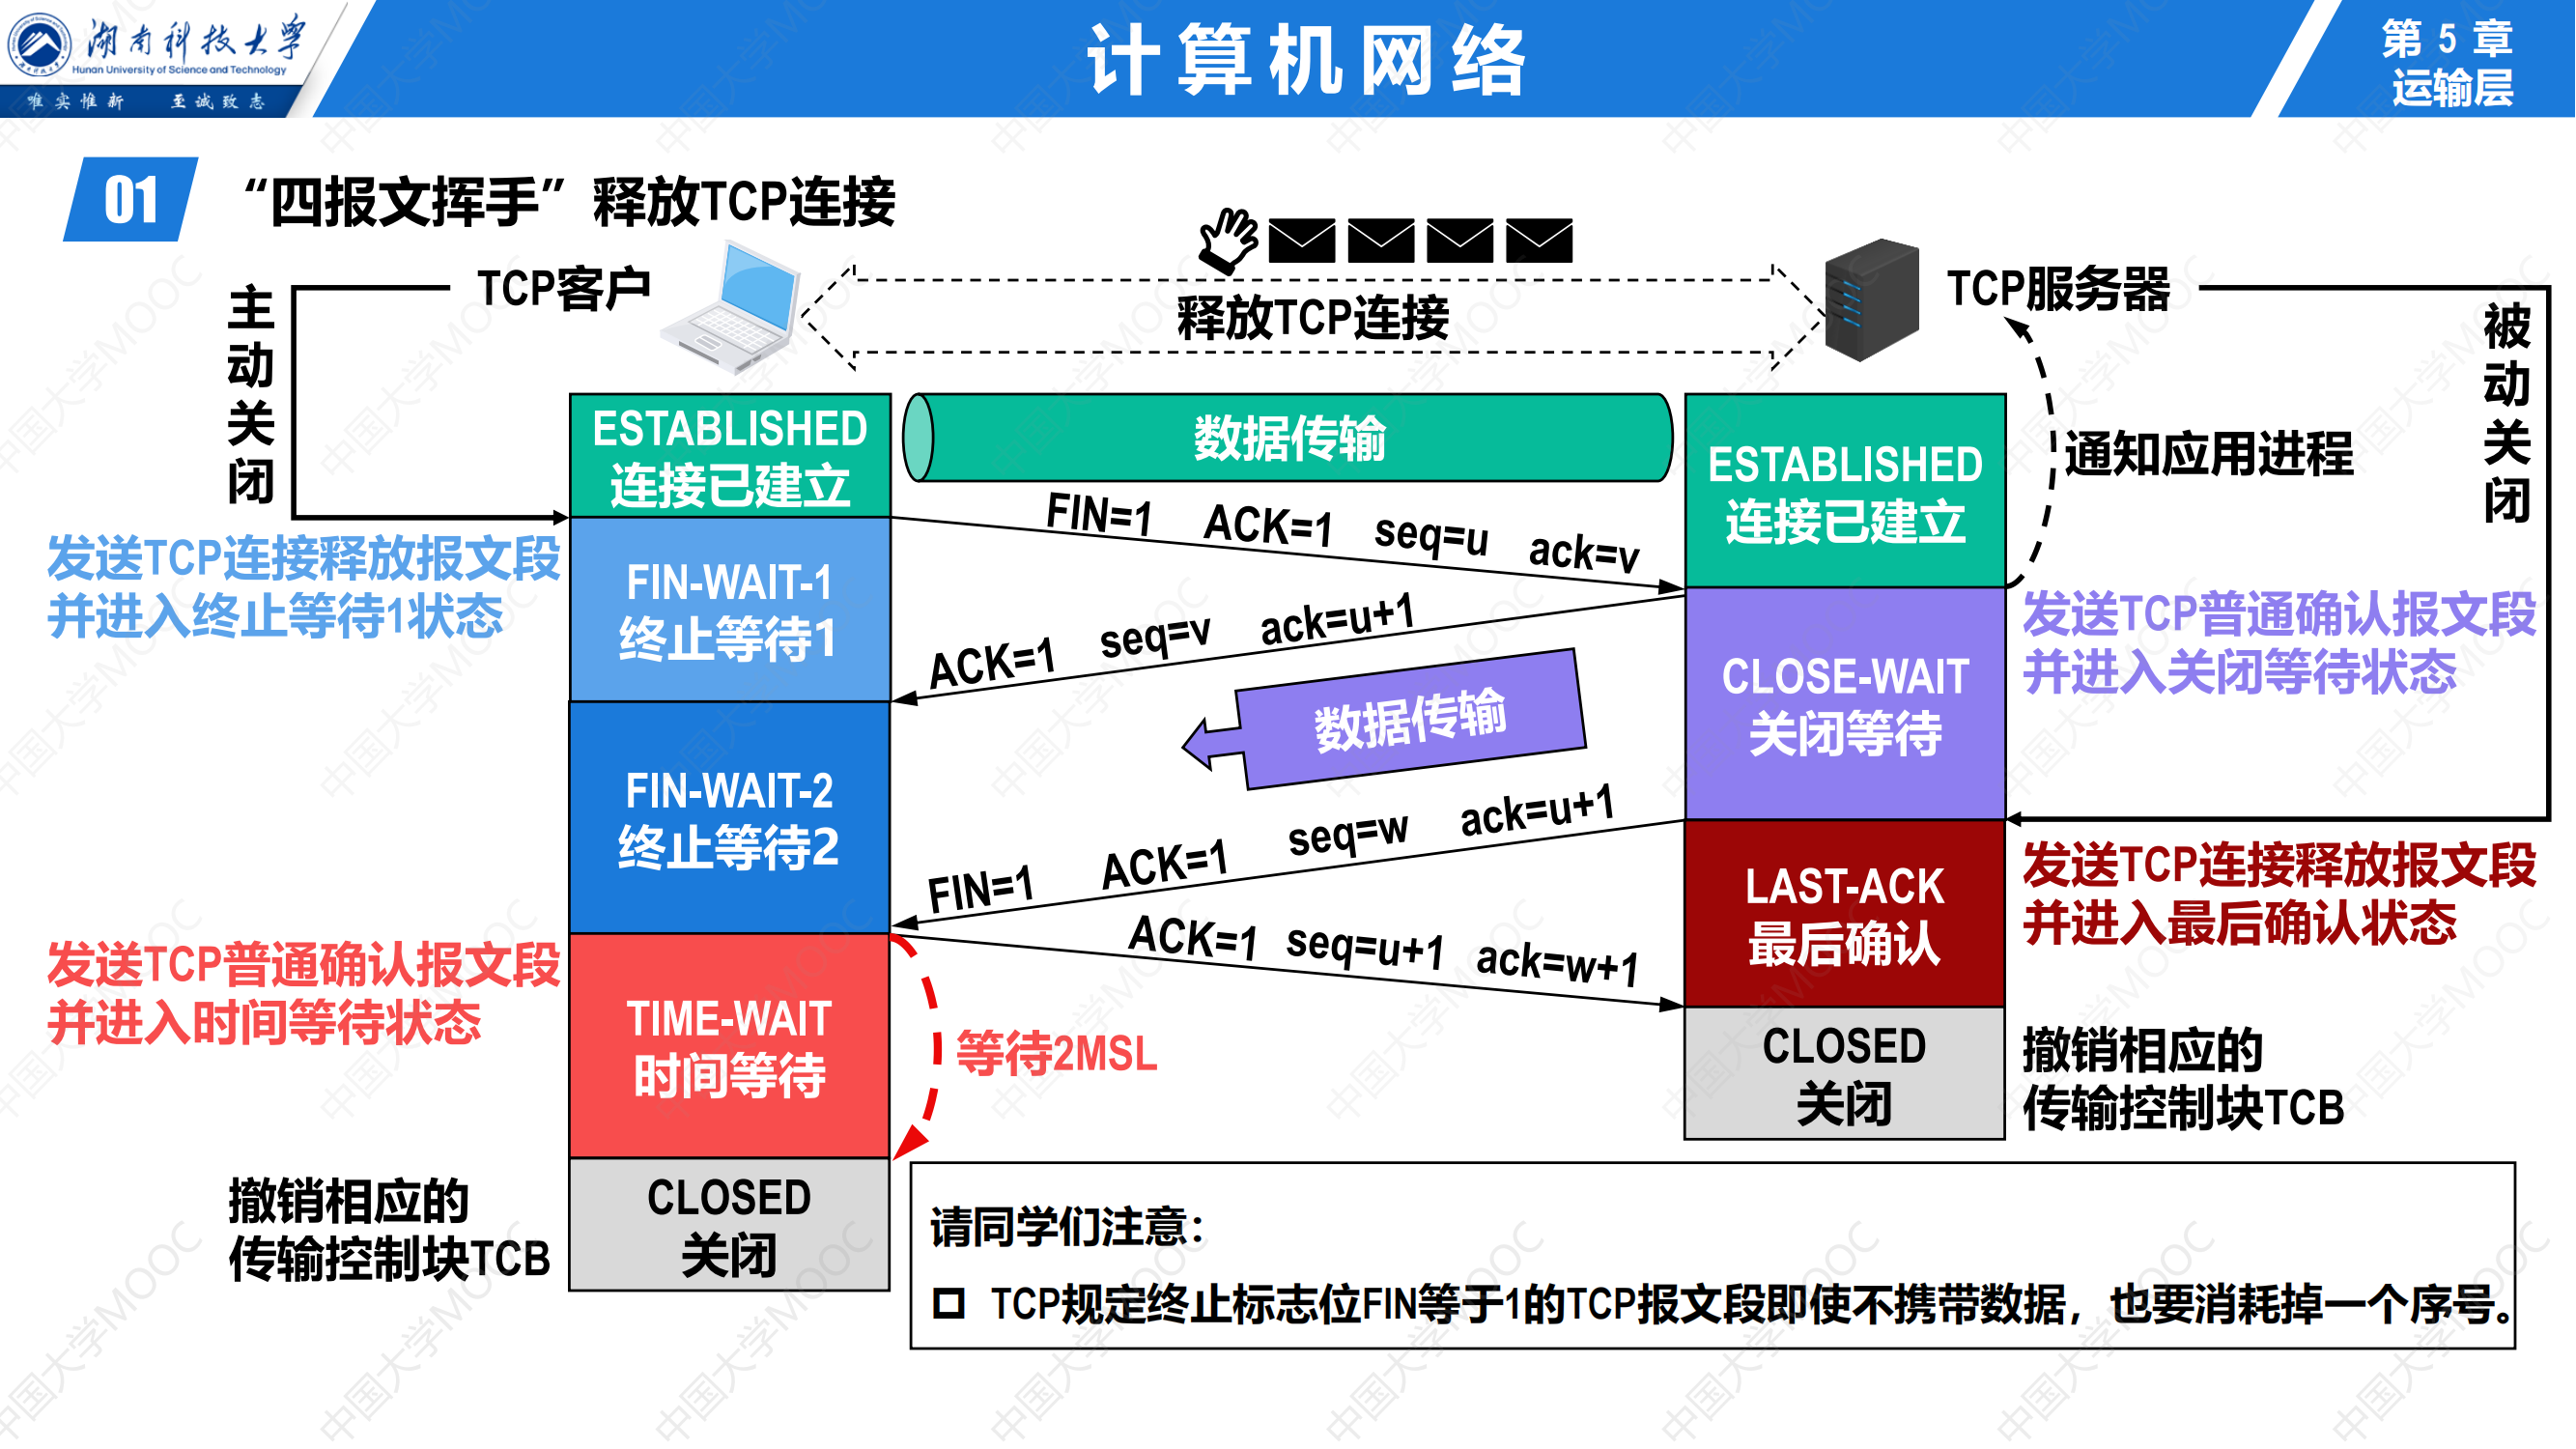 湖南科技大学
Hunan University of Science and Technology
唯实惟新 至诚致志
计算机网络
第 5 章
运输层
01
“四报文挥手”释放TCP连接
TCP客户
释放TCP连接
TCP服务器
主动关闭
被动关闭
ESTABLISHED
连接已建立
数据传输
ESTABLISHED
连接已建立
通知应用进程
FIN=1 ACK=1 seq=u ack=v
发送TCP连接释放报文段
并进入终止等待1状态
FIN-WAIT-1
终止等待1
ACK=1 seq=v ack=u+1
发送TCP普通确认报文段
并进入关闭等待状态
CLOSE-WAIT
关闭等待
数据传输
FIN-WAIT-2
终止等待2
FIN=1 ACK=1 seq=w ack=u+1
LAST-ACK
最后确认
发送TCP连接释放报文段
并进入最后确认状态
ACK=1 seq=u+1 ack=w+1
发送TCP普通确认报文段
并进入时间等待状态
TIME-WAIT
时间等待
等待2MSL
CLOSED
关闭
撤销相应的
传输控制块TCB
撤销相应的
传输控制块TCB
CLOSED
关闭
请同学们注意：
TCP规定终止标志位FIN等于1的TCP报文段即使不携带数据，也要消耗掉一个序号。
中国大学MOOC